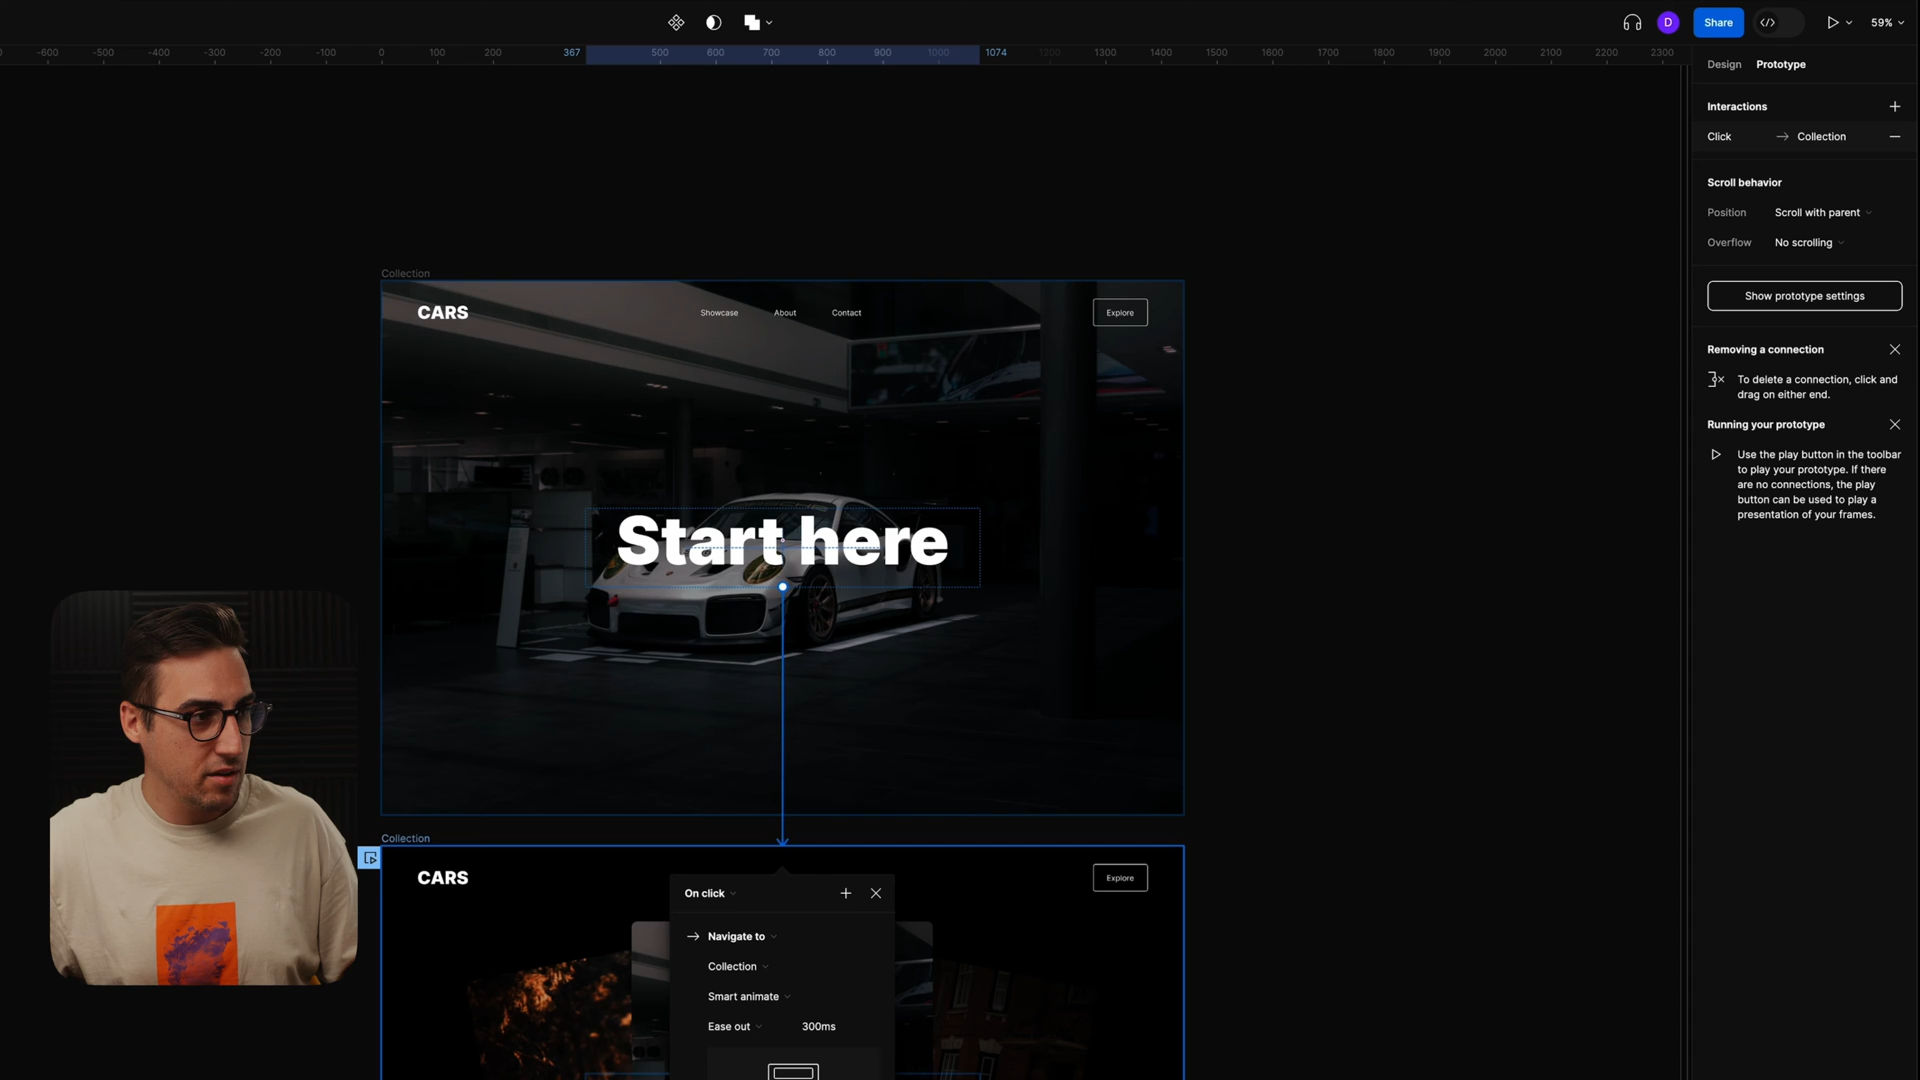 D
Share
59%
-600 -500 -400 -300 -200 -100 0 100 200 367 500 600 700 800 900 1000 1074 1200 1300 1400 1500 1600 1700 1800 1900 2000 2100 2200 2300
Design Prototype
Interactions
Click Collection
Scroll behavior
Position Scroll with parent
Overflow No scrolling
Show prototype settings
Removing a connection
To delete a connection, click and
drag on either end.
Running your prototype
Use the play button in the toolbar
to play your prototype. If there
are no connections, the play
button can be used to play a
presentation of your frames.
Collection
CARS
Showcase About Contact
Explore
Start here
Collection
CARS
Explore
On click
Navigate to
Collection
Smart animate
Ease out 300ms